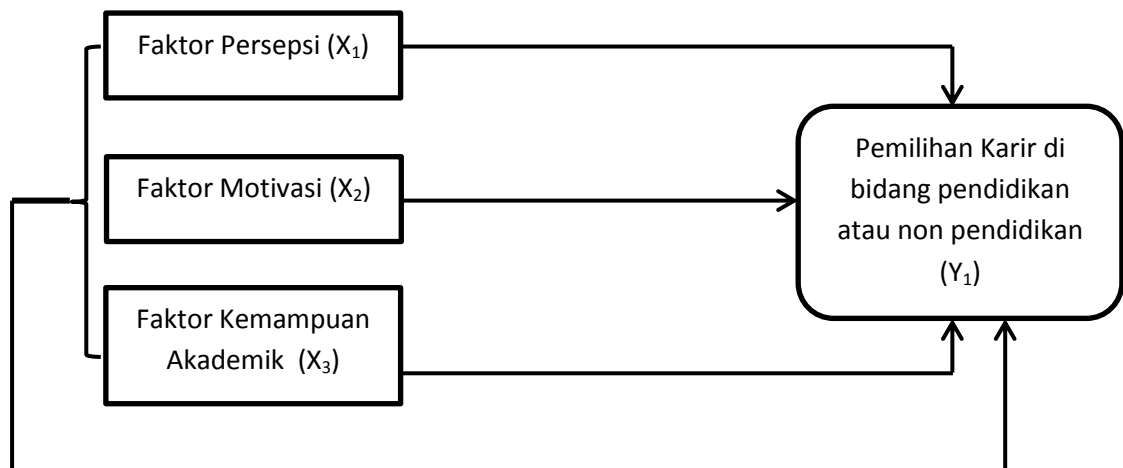 Faktor Persepsi (X₁)
Faktor Motivasi (X₂)
Faktor Kemampuan
Akademik (X₃)
Pemilihan Karir di
bidang pendidikan
atau non pendidikan
(Y₁)